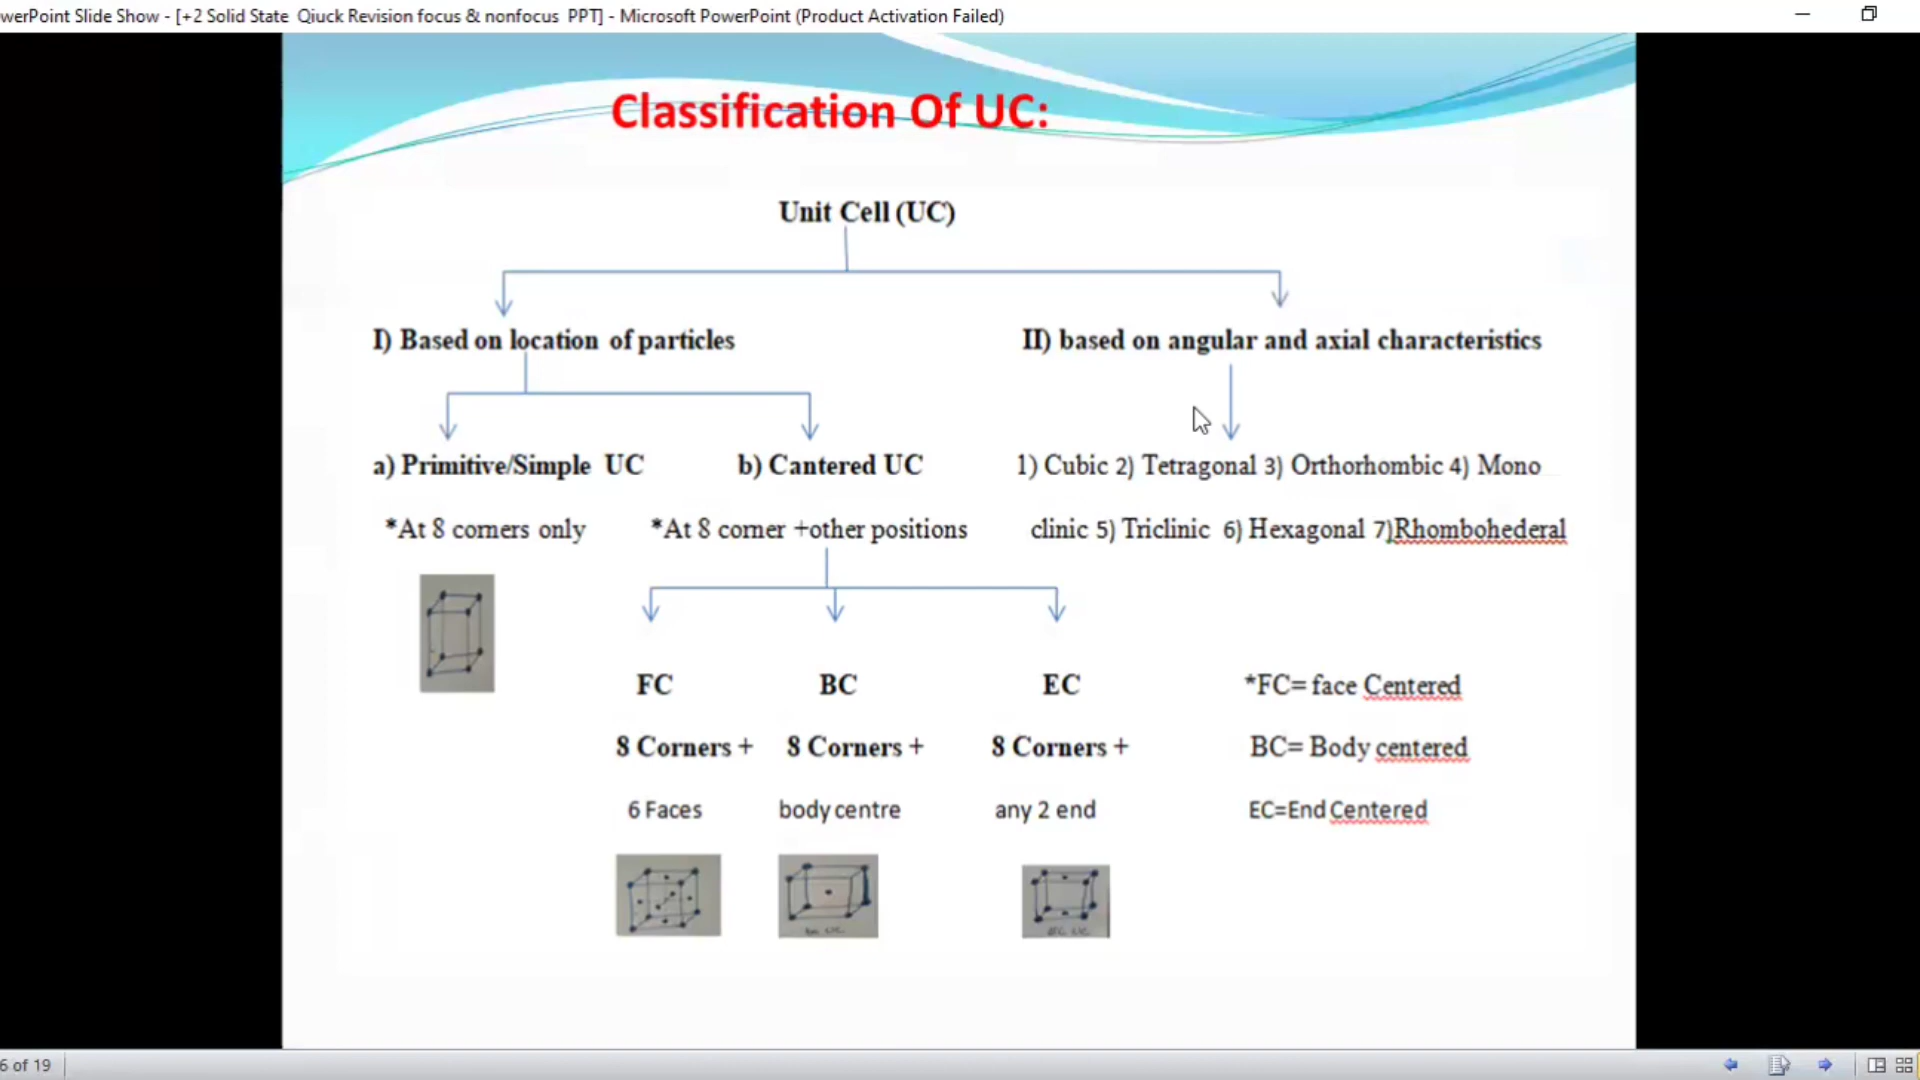 werPoint Slide Show - [+2 Solid State Qiuck Revision focus & nonfocus PPT] - Microsoft PowerPoint (Product Activation Failed)
Classification Of UC:
Unit Cell (UC)
I) Based on location of particles
II) based on angular and axial characteristics
a) Primitive/Simple UC
b) Cantered UC
1) Cubic 2) Tetragonal 3) Orthorhombic 4) Mono
*At 8 corners only
*At 8 corner +other positions
clinic 5) Triclinic 6) Hexagonal 7)Rhombohederal
FC
BC
EC
*FC= face Centered
8 Corners +
8 Corners +
8 Corners +
BC= Body centered
6 Faces
body centre
any 2 end
EC=End Centered
6 of 19